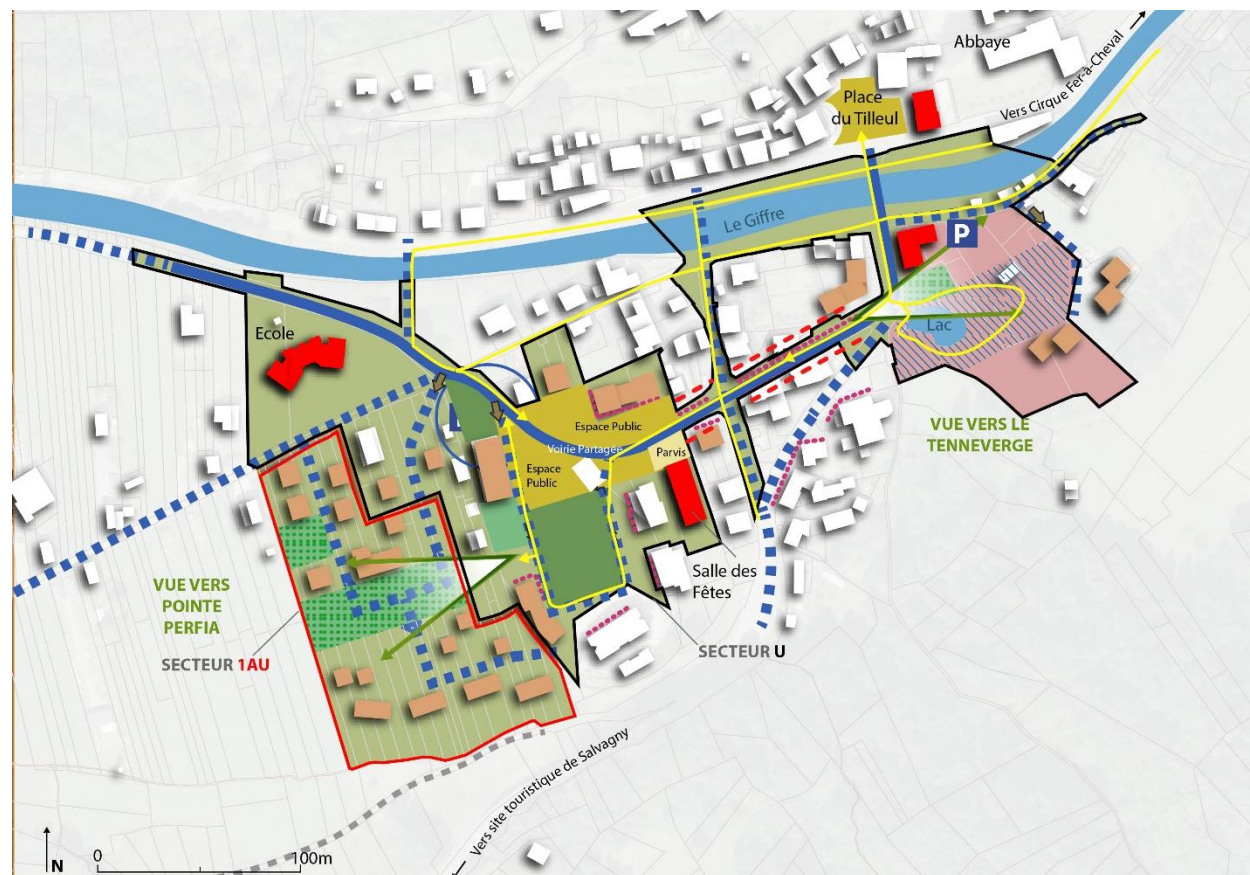 Abbaye
Place
du Tilleul
Vers Cirque Fer-à-Cheval
Le Giffre
P
Ecole
Lac
Espace Public
Voirie Partagée
Parvis
Espace
Public
VUE VERS LE
TENNEVERGE
Salle des
Fêtes
VUE VERS
POINTE
PERFIA
SECTEUR 1AU
SECTEUR U
Vers site touristique de Salvagny
N
0
100m